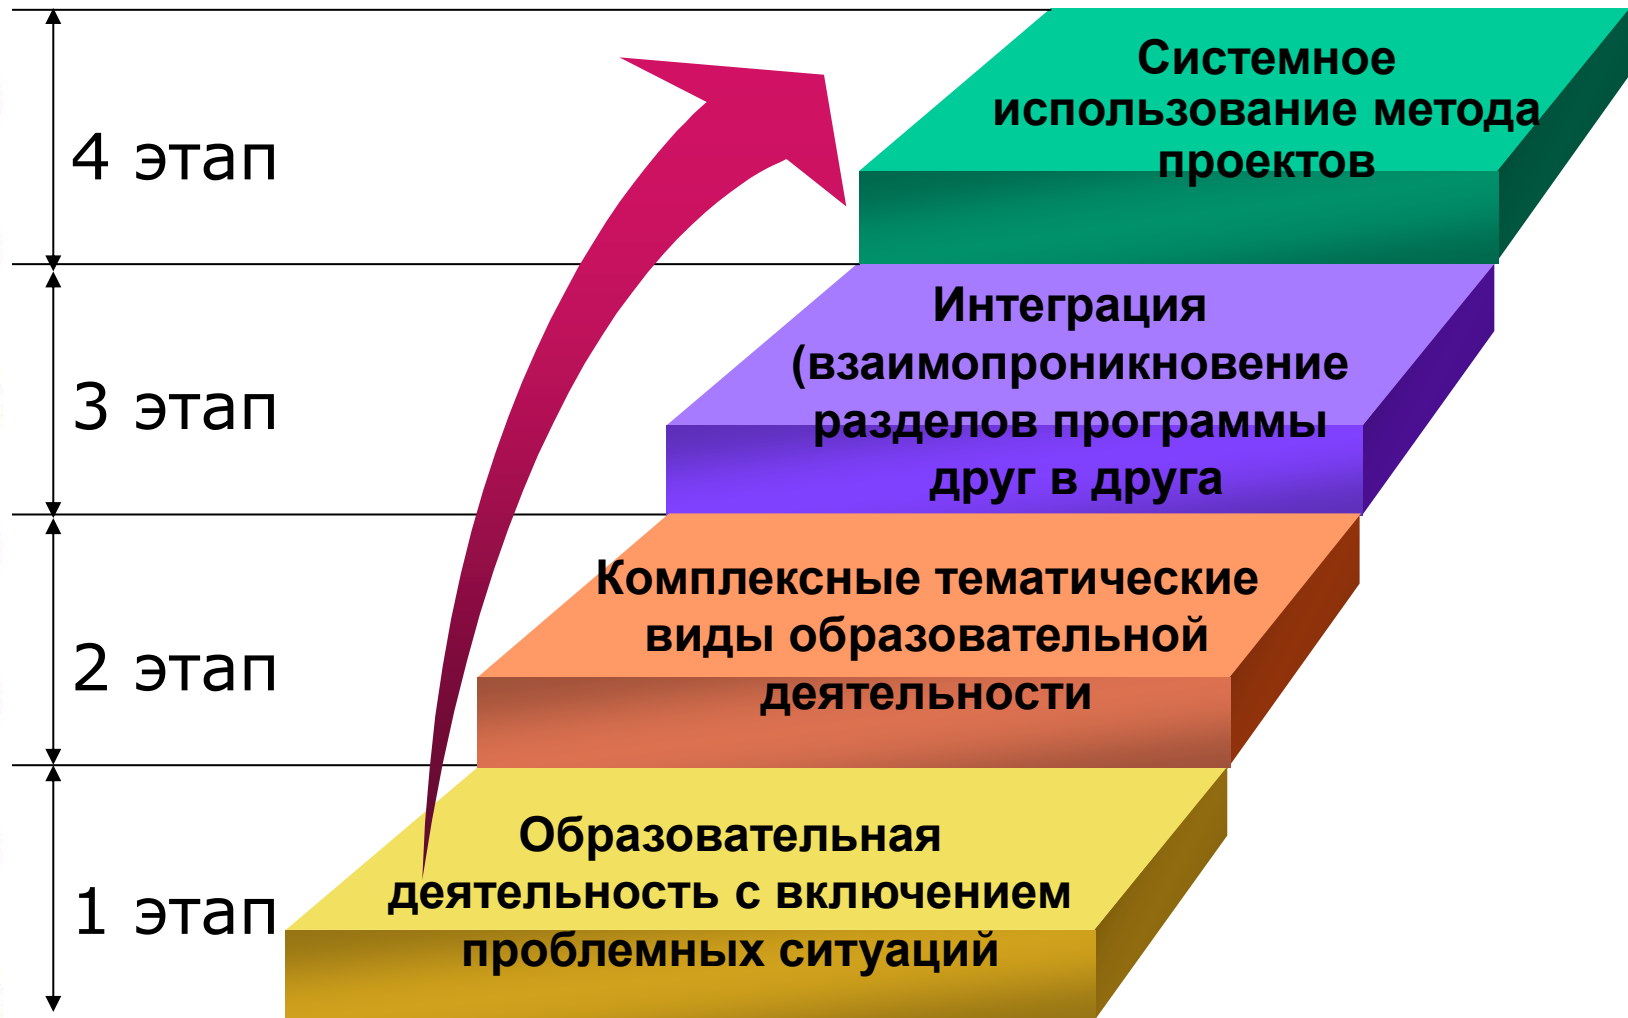 4 этап
Системное
использование метода
проектов
3 этап
Интеграция
(взаимопроникновение
разделов программы
друг в друга
2 этап
Комплексные тематические
виды образовательной
деятельности
1 этап
Образовательная
деятельность с включением
проблемных ситуаций